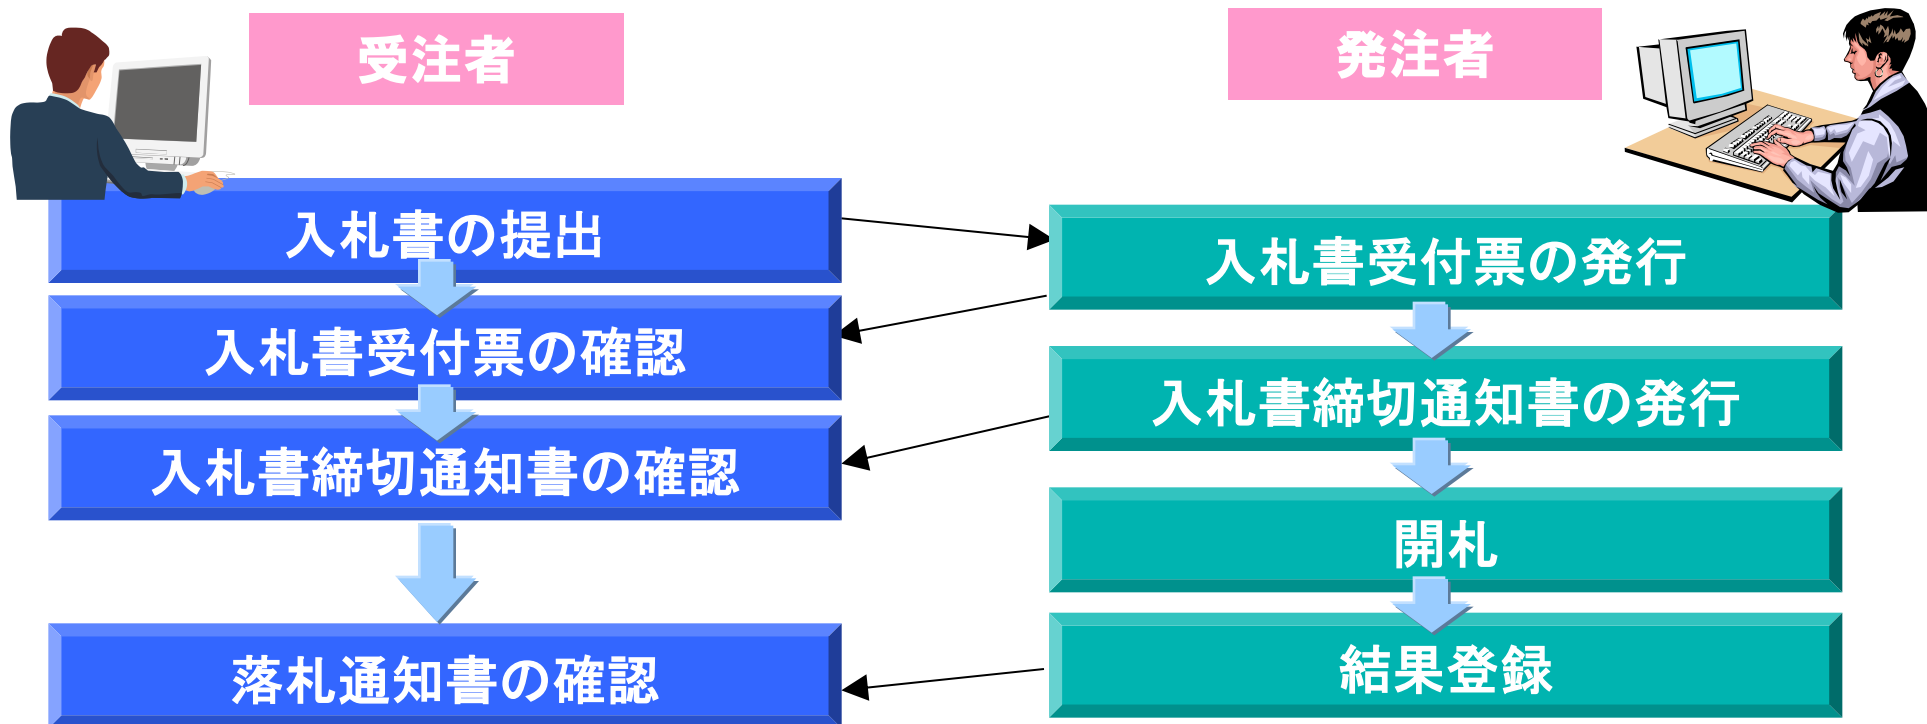 受注者
発注者
入札書の提出
入札書受付票の発行
入札書受付票の確認
入札書締切通知書の発行
入札書締切通知書の確認
開札
落札通知書の確認
結果登録